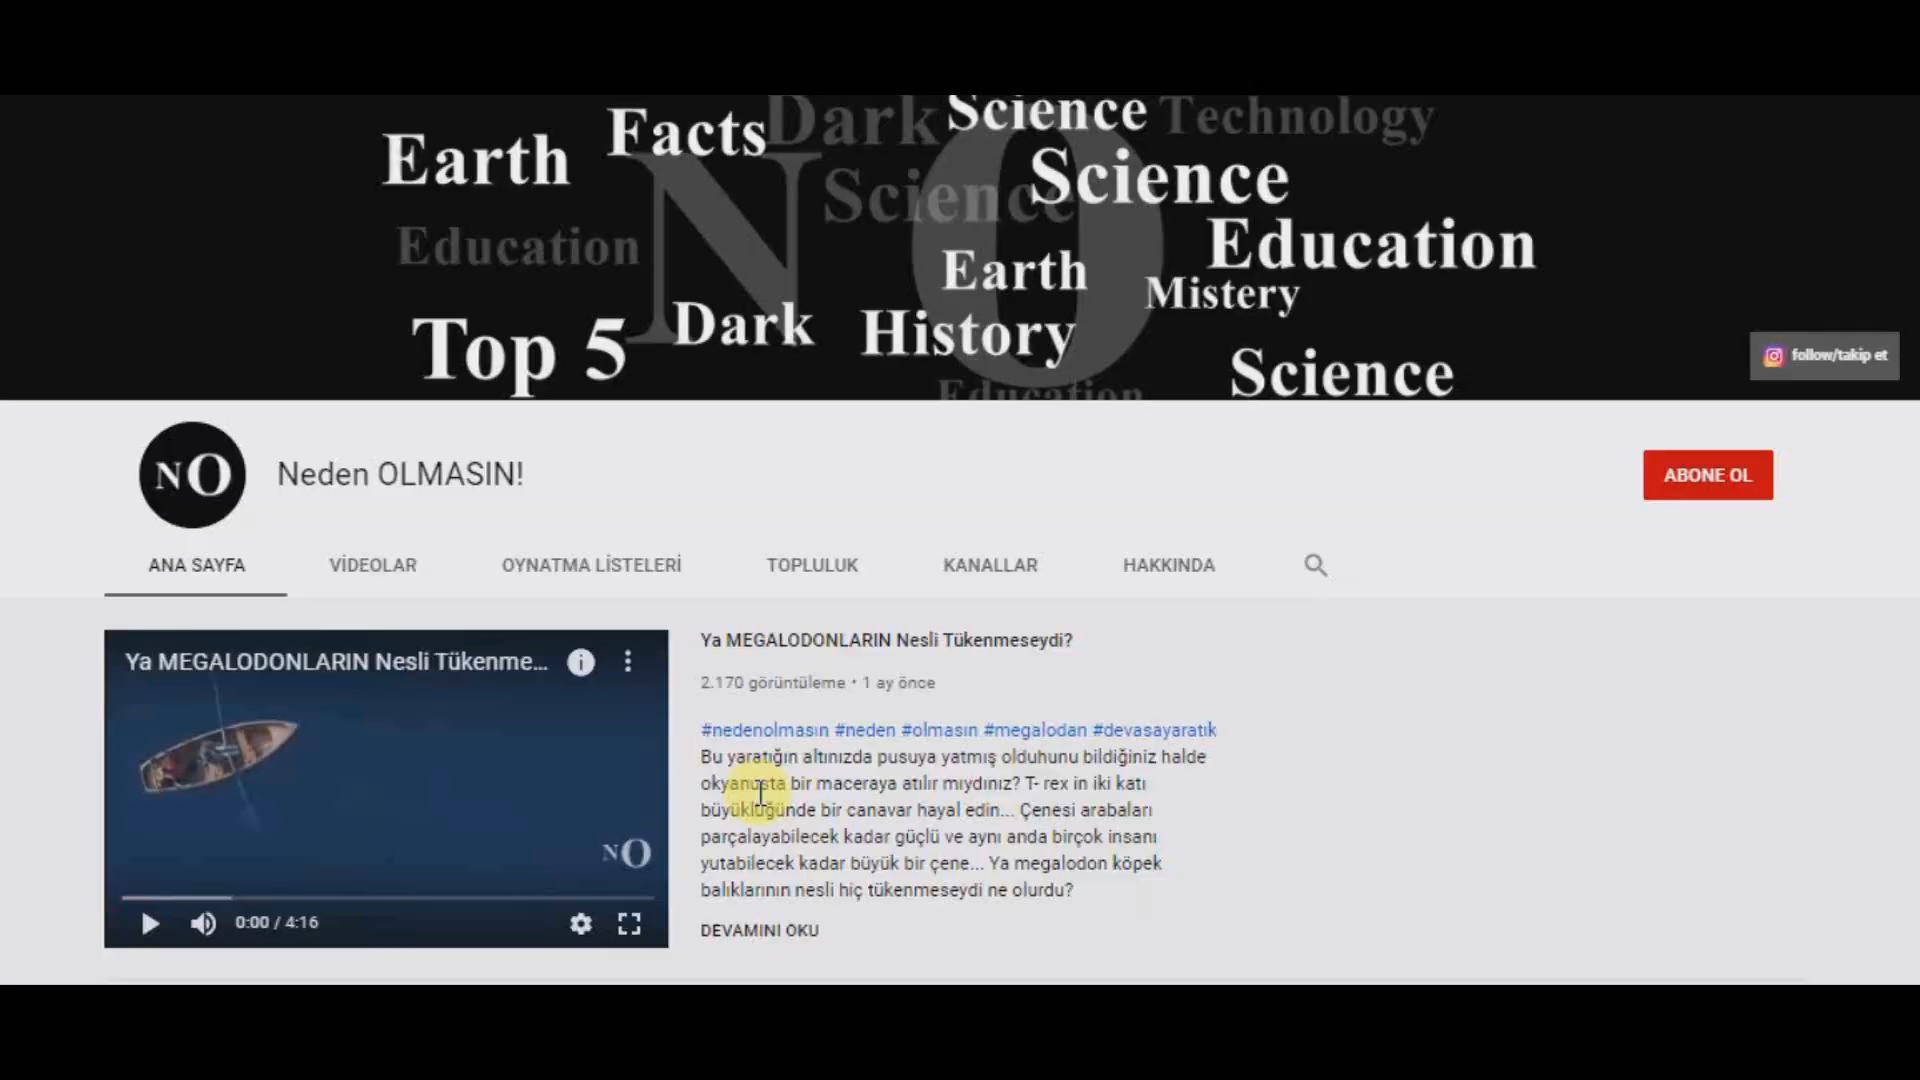 Dark
Science
Technology
Facts
Earth
Science
Science
Education
Education
Earth
Mistery
Dark
History
Top 5
Science
Education
NO
follow/takip et
NO
Neden OLMASIN!
ABONE OL
ANA SAYFA
VİDEOLAR
OYNATMA LİSTELERİ
TOPLULUK
KANALLAR
HAKKINDA
Ya MEGALODONLARIN Nesli Tükenme...
NO
0:00 / 4:16
Ya MEGALODONLARIN Nesli Tükenmeseydi?
2.170 görüntüleme • 1 ay önce
#nedenolmasın #neden #olmasın #megalodan #devasayaratık
Bu yaratığın altınızda pusuya yatmış olduhunu bildiğiniz halde
okyanusta bir maceraya atılır mıydınız? T- rex in iki katı
büyüklüğünde bir canavar hayal edin... Çenesi arabaları
parçalayabilecek kadar güçlü ve aynı anda birçok insanı
yutabilecek kadar büyük bir çene... Ya megalodon köpek
balıklarının nesli hiç tükenmeseydi ne olurdu?
DEVAMINI OKU